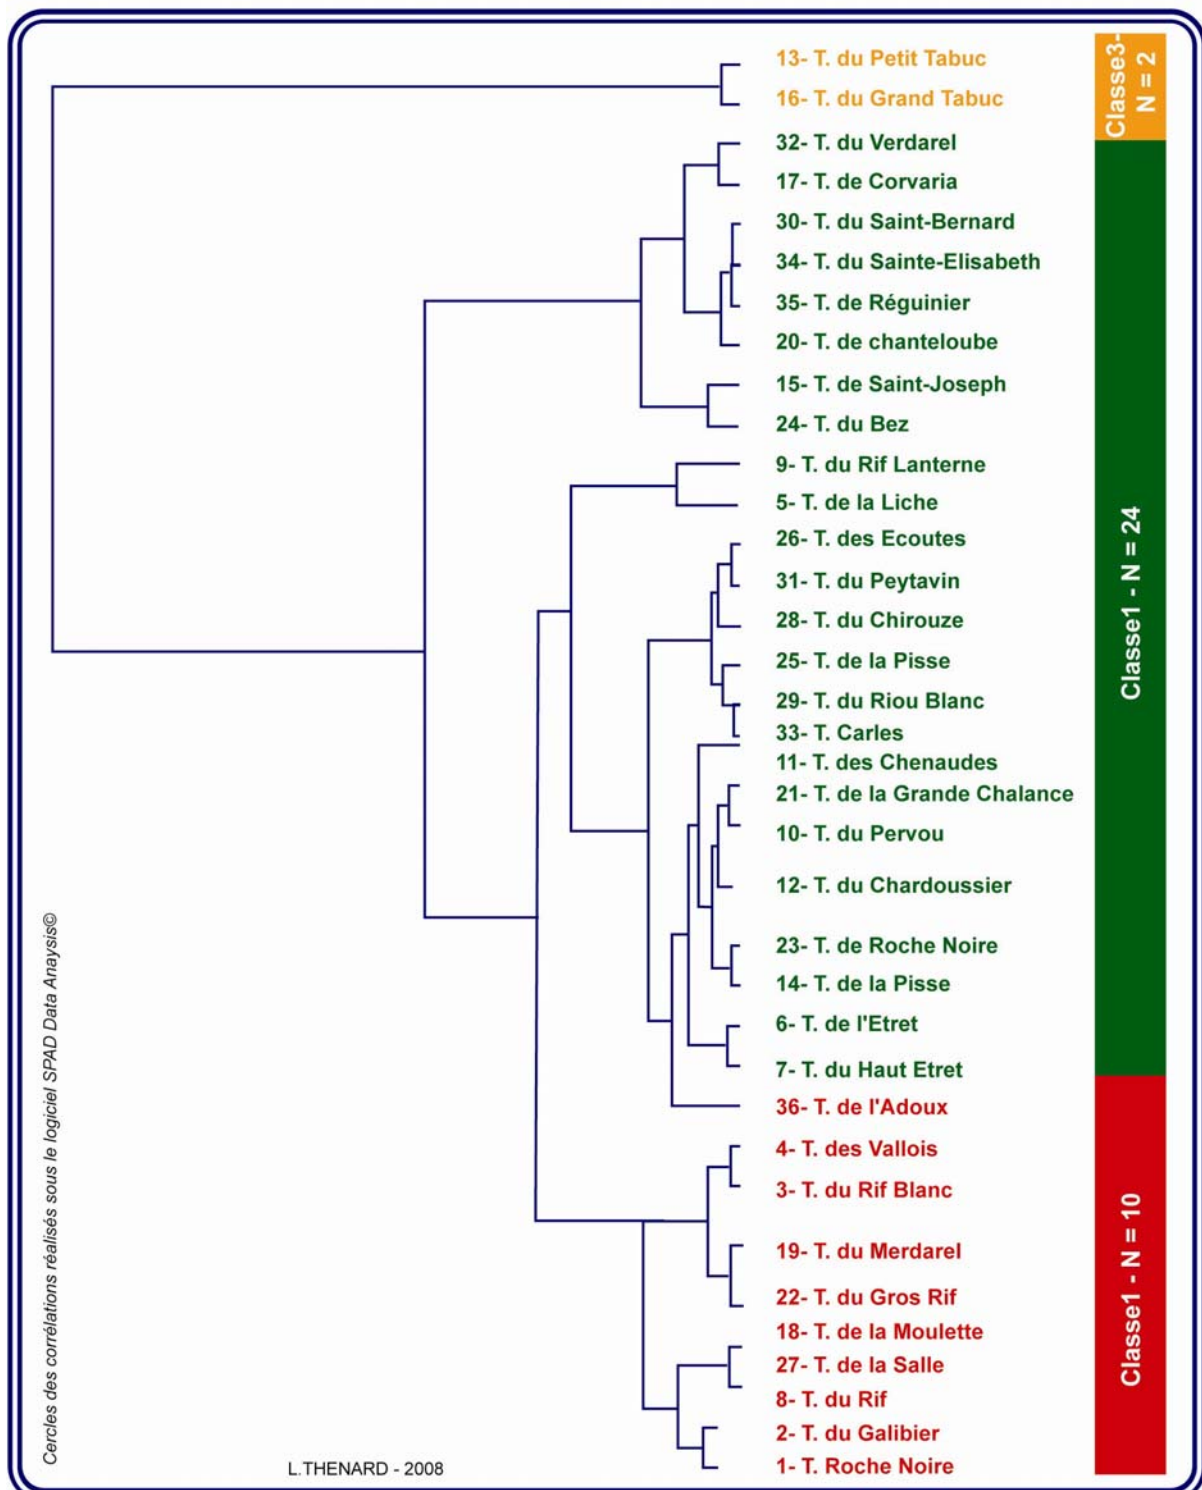 13- T. du Petit Tabuc
16- T. du Grand Tabuc
32- T. du Verdarel
17- T. de Corvaria
30- T. du Saint-Bernard
34- T. du Sainte-Elisabeth
35- T. de Réguinier
20- T. de chanteloube
15- T. de Saint-Joseph
24- T. du Bez
9- T. du Rif Lanterne
5- T. de la Liche
26- T. des Ecoutes
31- T. du Peytavin
28- T. du Chirouze
25- T. de la Pisse
29- T. du Riou Blanc
33- T. Carles
11- T. des Chenaudes
21- T. de la Grande Chalance
10- T. du Pervou
12- T. du Chardoussier
23- T. de Roche Noire
14- T. de la Pisse
6- T. de l'Etret
7- T. du Haut Etret
36- T. de l'Adoux
4- T. des Vallois
3- T. du Rif Blanc
19- T. du Merdarel
22- T. du Gros Rif
18- T. de la Moulette
27- T. de la Salle
8- T. du Rif
2- T. du Galibier
1- T. Roche Noire
Classe3-
N = 2
Classe1 - N = 24
Classe1 - N = 10
Cercles des corrélations réalisés sous le logiciel SPAD Data Anaysis©
L.THENARD - 2008